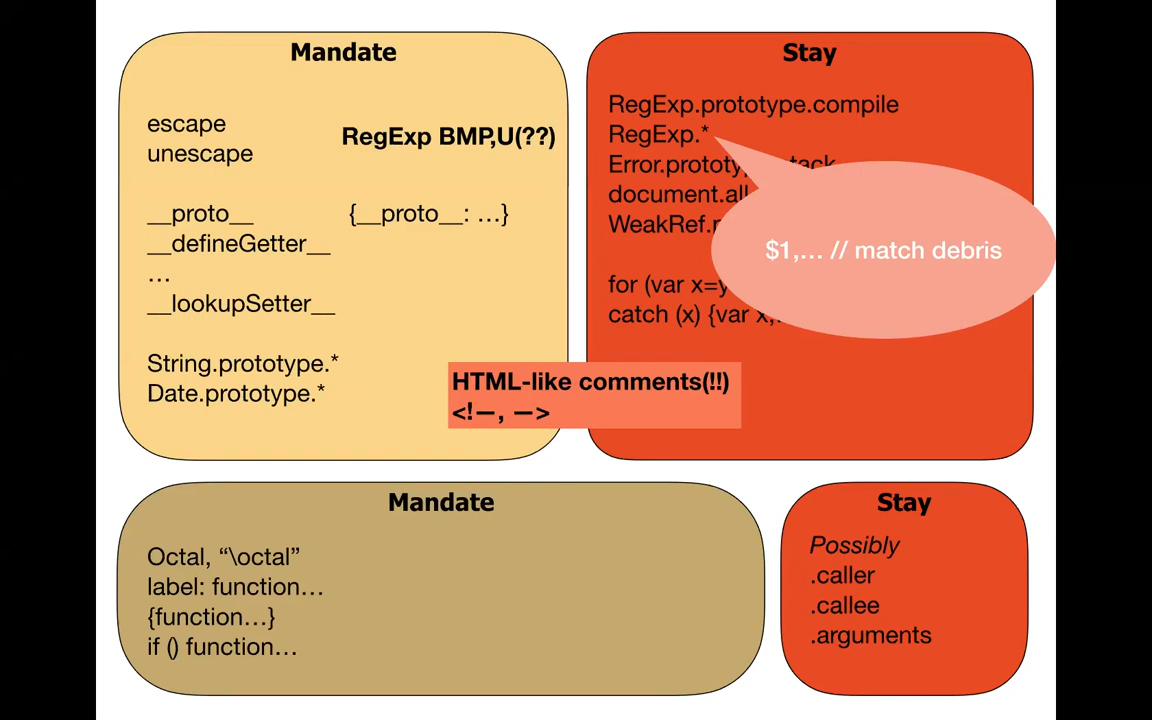 Mandate
escape
unescape
RegExp BMP,U(??)
__proto__
{__proto__: …}
__defineGetter__
…
__lookupSetter__
String.prototype.*
Date.prototype.*
Stay
RegExp.prototype.compile
RegExp.*
document.all
for (var x=y
catch (x) {var x,
$1,… // match debris
HTML-like comments(!!)
<!—, —>
Mandate
Octal, “\octal”
label: function…
{function…}
if () function…
Stay
Possibly
.caller
.callee
.arguments